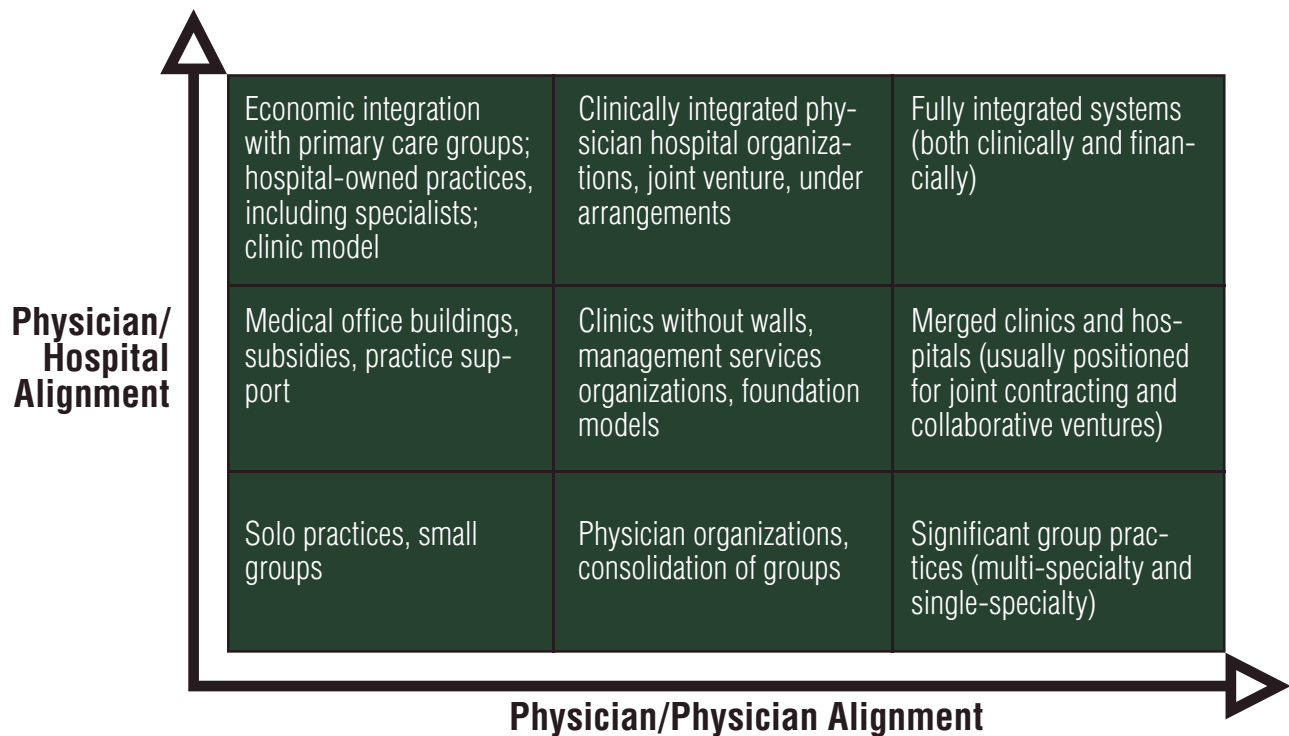 Economic integration
with primary care groups;
hospital-owned practices,
including specialists;
clinic model
Clinically integrated phy-
sician hospital organiza-
tions, joint venture, under
arrangements
Fully integrated systems
(both clinically and finan-
cially)
Physician/
Hospital
Alignment
Medical office buildings,
subsidies, practice sup-
port
Clinics without walls,
management services
organizations, foundation
models
Merged clinics and hos-
pitals (usually positioned
for joint contracting and
collaborative ventures)
Solo practices, small
groups
Physician organizations,
consolidation of groups
Significant group prac-
tices (multi-specialty and
single-specialty)
Physician/Physician Alignment